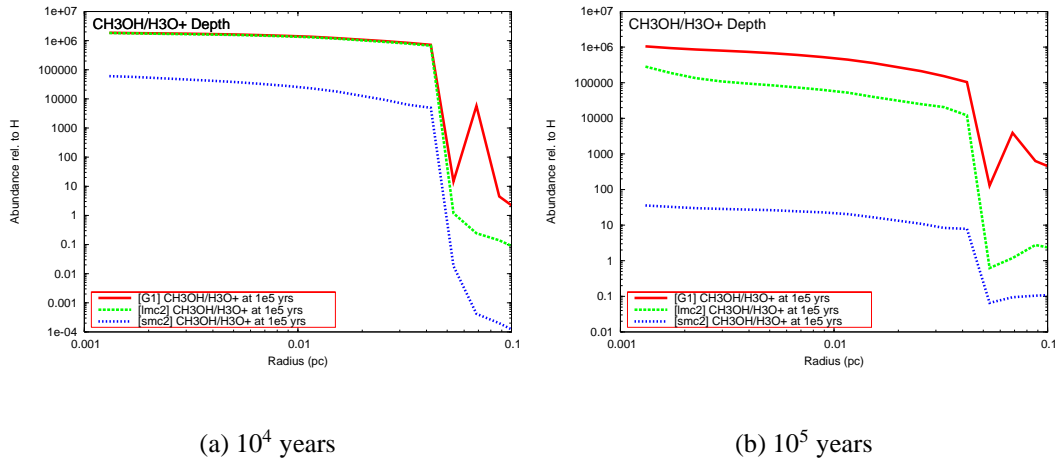 CH3OH/H3O+ Depth
Abundance rel. to H
1e+07
1e+06
100000
10000
1000
100
10
1
0.1
0.01
0.001
1e-04
[G1] CH3OH/H3O+ at 1e5 yrs
[lmc2] CH3OH/H3O+ at 1e5 yrs
[smc2] CH3OH/H3O+ at 1e5 yrs
0.001
0.01
0.1
Radius (pc)
(a) 10⁴ years
CH3OH/H3O+ Depth
Abundance rel. to H
1e+07
1e+06
100000
10000
1000
100
10
1
0.1
0.01
[G1] CH3OH/H3O+ at 1e5 yrs
[lmc2] CH3OH/H3O+ at 1e5 yrs
[smc2] CH3OH/H3O+ at 1e5 yrs
0.001
0.01
0.1
Radius (pc)
(b) 10⁵ years